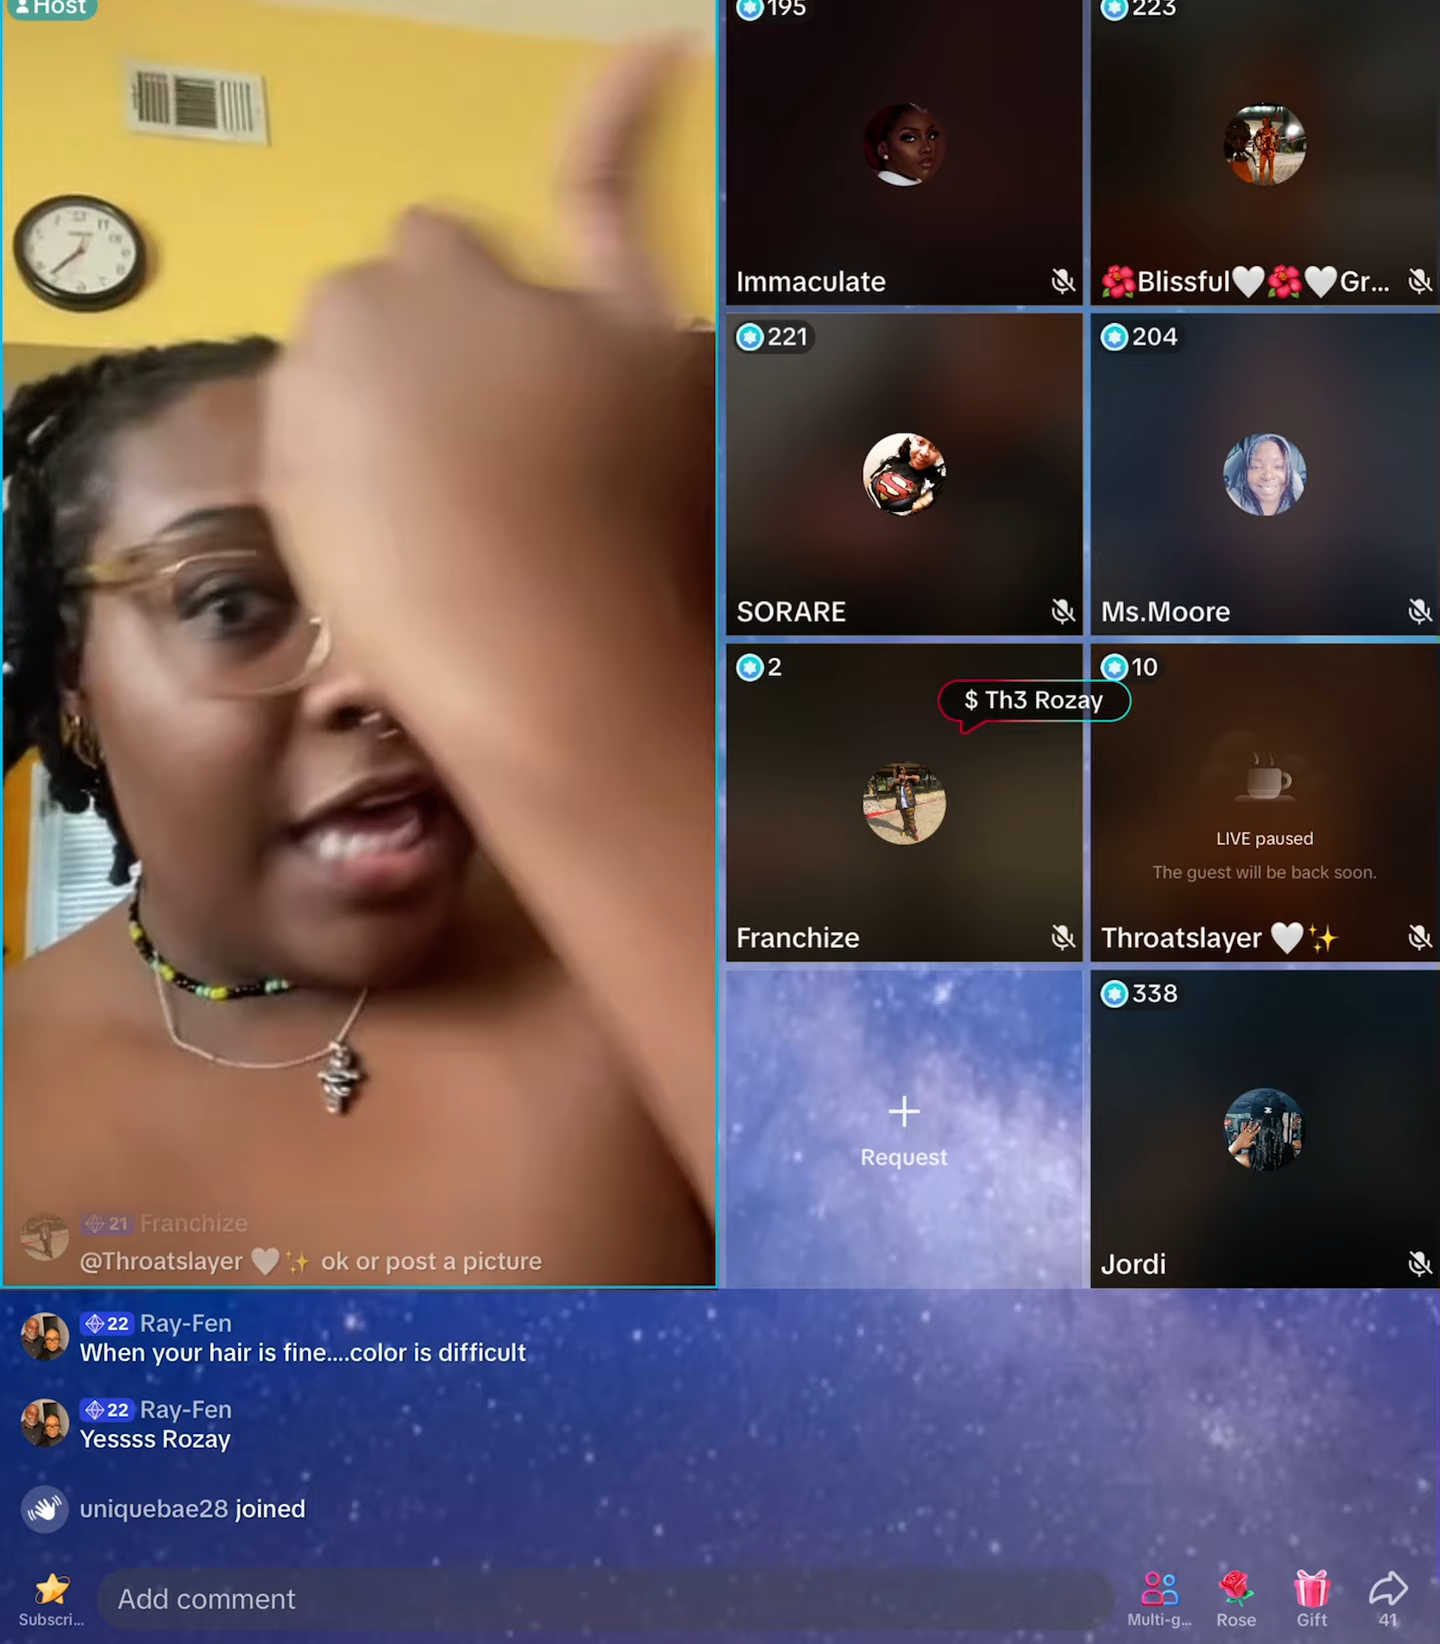 Host
195
223
Immaculate
🌺Blissful🤍🌺🤍Gr...
221
204
SORARE
Ms.Moore
2
10
$ Th3 Rozay
LIVE paused
The guest will be back soon.
Franchize
Throatslayer 🤍✨
338
Request
Jordi
21 Franchize
@Throatslayer 🤍✨ ok or post a picture
22 Ray-Fen
When your hair is fine....color is difficult
22 Ray-Fen
Yessss Rozay
uniquebae28 joined
Add comment
Subscri...
Multi-g...
Rose
Gift
41